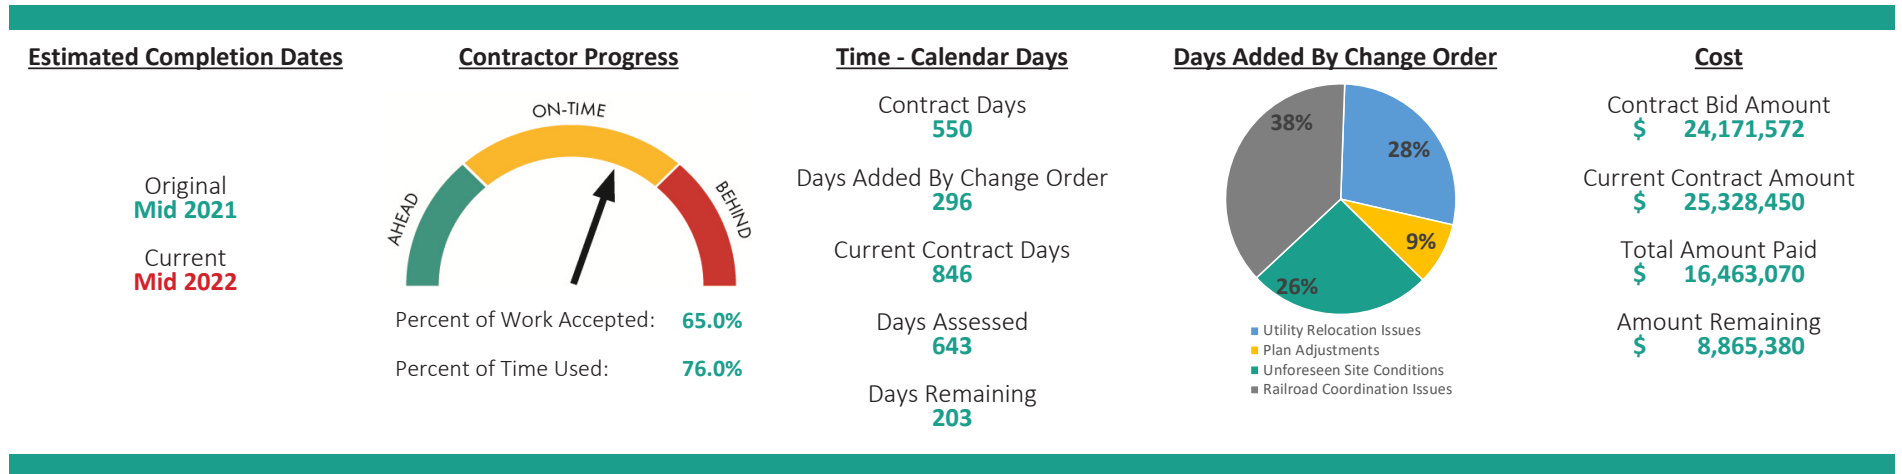 Estimated Completion Dates
Original
Mid 2021
Current
Mid 2022
Contractor Progress
AHEAD
ON-TIME
BEHIND
Percent of Work Accepted: 65.0%
Percent of Time Used: 76.0%
Time - Calendar Days
Contract Days
550
Days Added By Change Order
296
Current Contract Days
846
Days Assessed
643
Days Remaining
203
Days Added By Change Order
38%
28%
9%
26%
Utility Relocation Issues
Plan Adjustments
Unforeseen Site Conditions
Railroad Coordination Issues
Cost
Contract Bid Amount
$ 24,171,572
Current Contract Amount
$ 25,328,450
Total Amount Paid
$ 16,463,070
Amount Remaining
$ 8,865,380